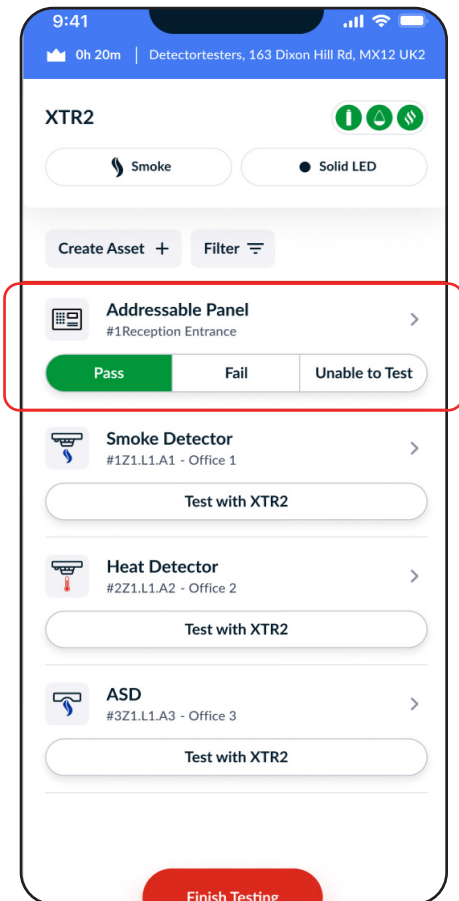 9:41
0h 20m | Detectortesters, 163 Dixon Hill Rd, MX12 UK2
XTR2
Smoke
Solid LED
Create Asset +
Filter
Addressable Panel
#1Reception Entrance
Pass
Fail
Unable to Test
Smoke Detector
#1Z1.L1.A1 - Office 1
Test with XTR2
Heat Detector
#2Z1.L1.A2 - Office 2
Test with XTR2
ASD
#3Z1.L1.A3 - Office 3
Test with XTR2
Finish Testing